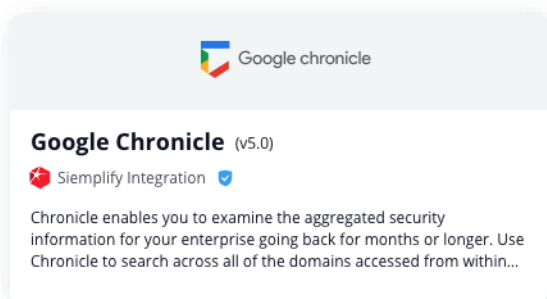 Google chronicle
Google Chronicle (v5.0)
Siemplify Integration
Chronicle enables you to examine the aggregated security
information for your enterprise going back for months or longer. Use
Chronicle to search across all of the domains accessed from within...